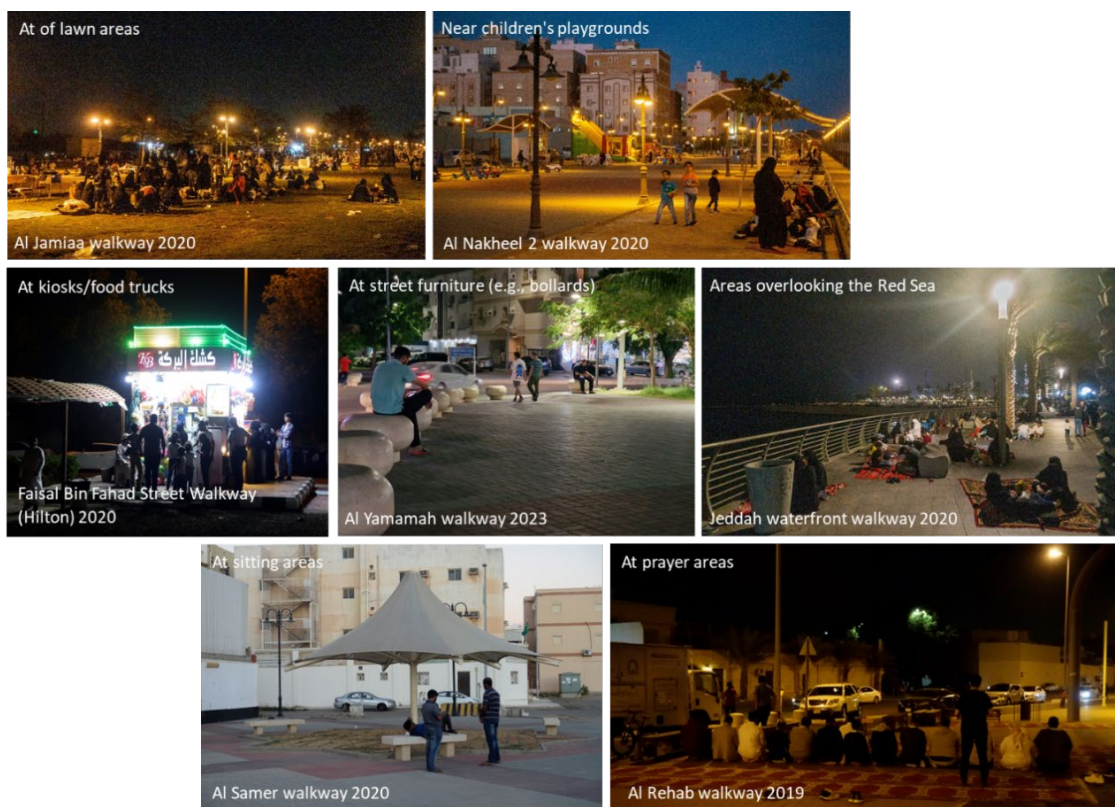 At of lawn areas
Al Jamiaa walkway 2020
Near children's playgrounds
Al Nakheel 2 walkway 2020
At kiosks/food trucks
KB كشك البركة
Faisal Bin Fahad Street Walkway
(Hilton) 2020
At street furniture (e.g., bollards)
Al Yamamah walkway 2023
Areas overlooking the Red Sea
Jeddah waterfront walkway 2020
At sitting areas
Al Samer walkway 2020
At prayer areas
Al Rehab walkway 2019